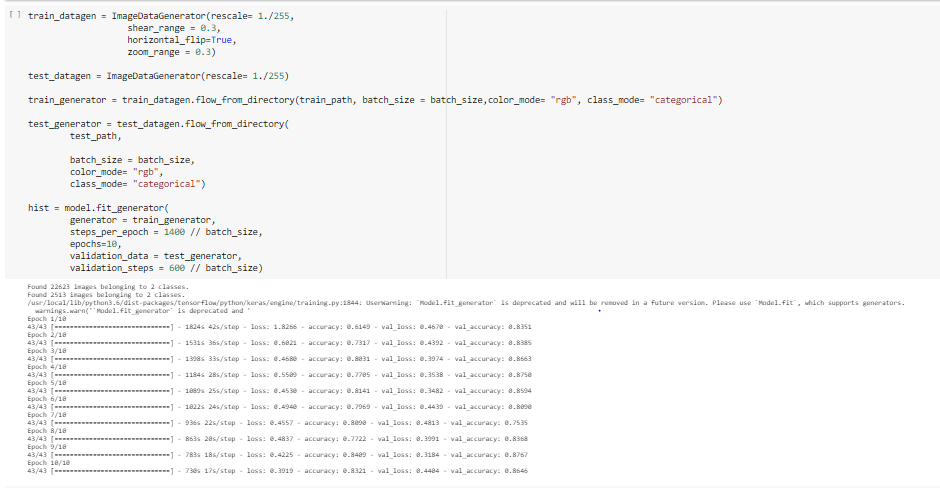 [ ] train_datagen = ImageDataGenerator(rescale= 1./255,
shear_range = 0.3,
horizontal_flip=True,
zoom_range = 0.3)
test_datagen = ImageDataGenerator(rescale= 1./255)
train_generator = train_datagen.flow_from_directory(train_path, batch_size = batch_size,color_mode= "rgb", class_mode= "categorical")
test_generator = test_datagen.flow_from_directory(
test_path,
batch_size = batch_size,
color_mode= "rgb",
class_mode= "categorical")
hist = model.fit_generator(
generator = train_generator,
steps_per_epoch = 1400 // batch_size,
epochs=10,
validation_data = test_generator,
validation_steps = 600 // batch_size)
Found 22623 images belonging to 2 classes.
Found 2513 images belonging to 2 classes.
/usr/local/lib/python3.6/dist-packages/tensorflow/python/keras/engine/training.py:1844: UserWarning: `Model.fit_generator` is deprecated and will be removed in a future version. Please use `Model.fit`, which supports generators.
warnings.warn('`Model.fit_generator` is deprecated and '
Epoch 1/10
43/43 [==============================] - 1824s 42s/step - loss: 1.8266 - accuracy: 0.6149 - val_loss: 0.4670 - val_accuracy: 0.8351
Epoch 2/10
43/43 [==============================] - 1531s 36s/step - loss: 0.6021 - accuracy: 0.7317 - val_loss: 0.4392 - val_accuracy: 0.8385
Epoch 3/10
43/43 [==============================] - 1398s 33s/step - loss: 0.4680 - accuracy: 0.8031 - val_loss: 0.3974 - val_accuracy: 0.8663
Epoch 4/10
43/43 [==============================] - 1184s 28s/step - loss: 0.5509 - accuracy: 0.7705 - val_loss: 0.3538 - val_accuracy: 0.8750
Epoch 5/10
43/43 [==============================] - 1089s 25s/step - loss: 0.4530 - accuracy: 0.8141 - val_loss: 0.3482 - val_accuracy: 0.8594
Epoch 6/10
43/43 [==============================] - 1022s 24s/step - loss: 0.4940 - accuracy: 0.7969 - val_loss: 0.4439 - val_accuracy: 0.8090
Epoch 7/10
43/43 [==============================] - 936s 22s/step - loss: 0.4557 - accuracy: 0.8090 - val_loss: 0.4813 - val_accuracy: 0.7535
Epoch 8/10
43/43 [==============================] - 863s 20s/step - loss: 0.4837 - accuracy: 0.7722 - val_loss: 0.3991 - val_accuracy: 0.8368
Epoch 9/10
43/43 [==============================] - 783s 18s/step - loss: 0.4225 - accuracy: 0.8409 - val_loss: 0.3184 - val_accuracy: 0.8767
Epoch 10/10
43/43 [==============================] - 730s 17s/step - loss: 0.3919 - accuracy: 0.8321 - val_loss: 0.4404 - val_accuracy: 0.8646